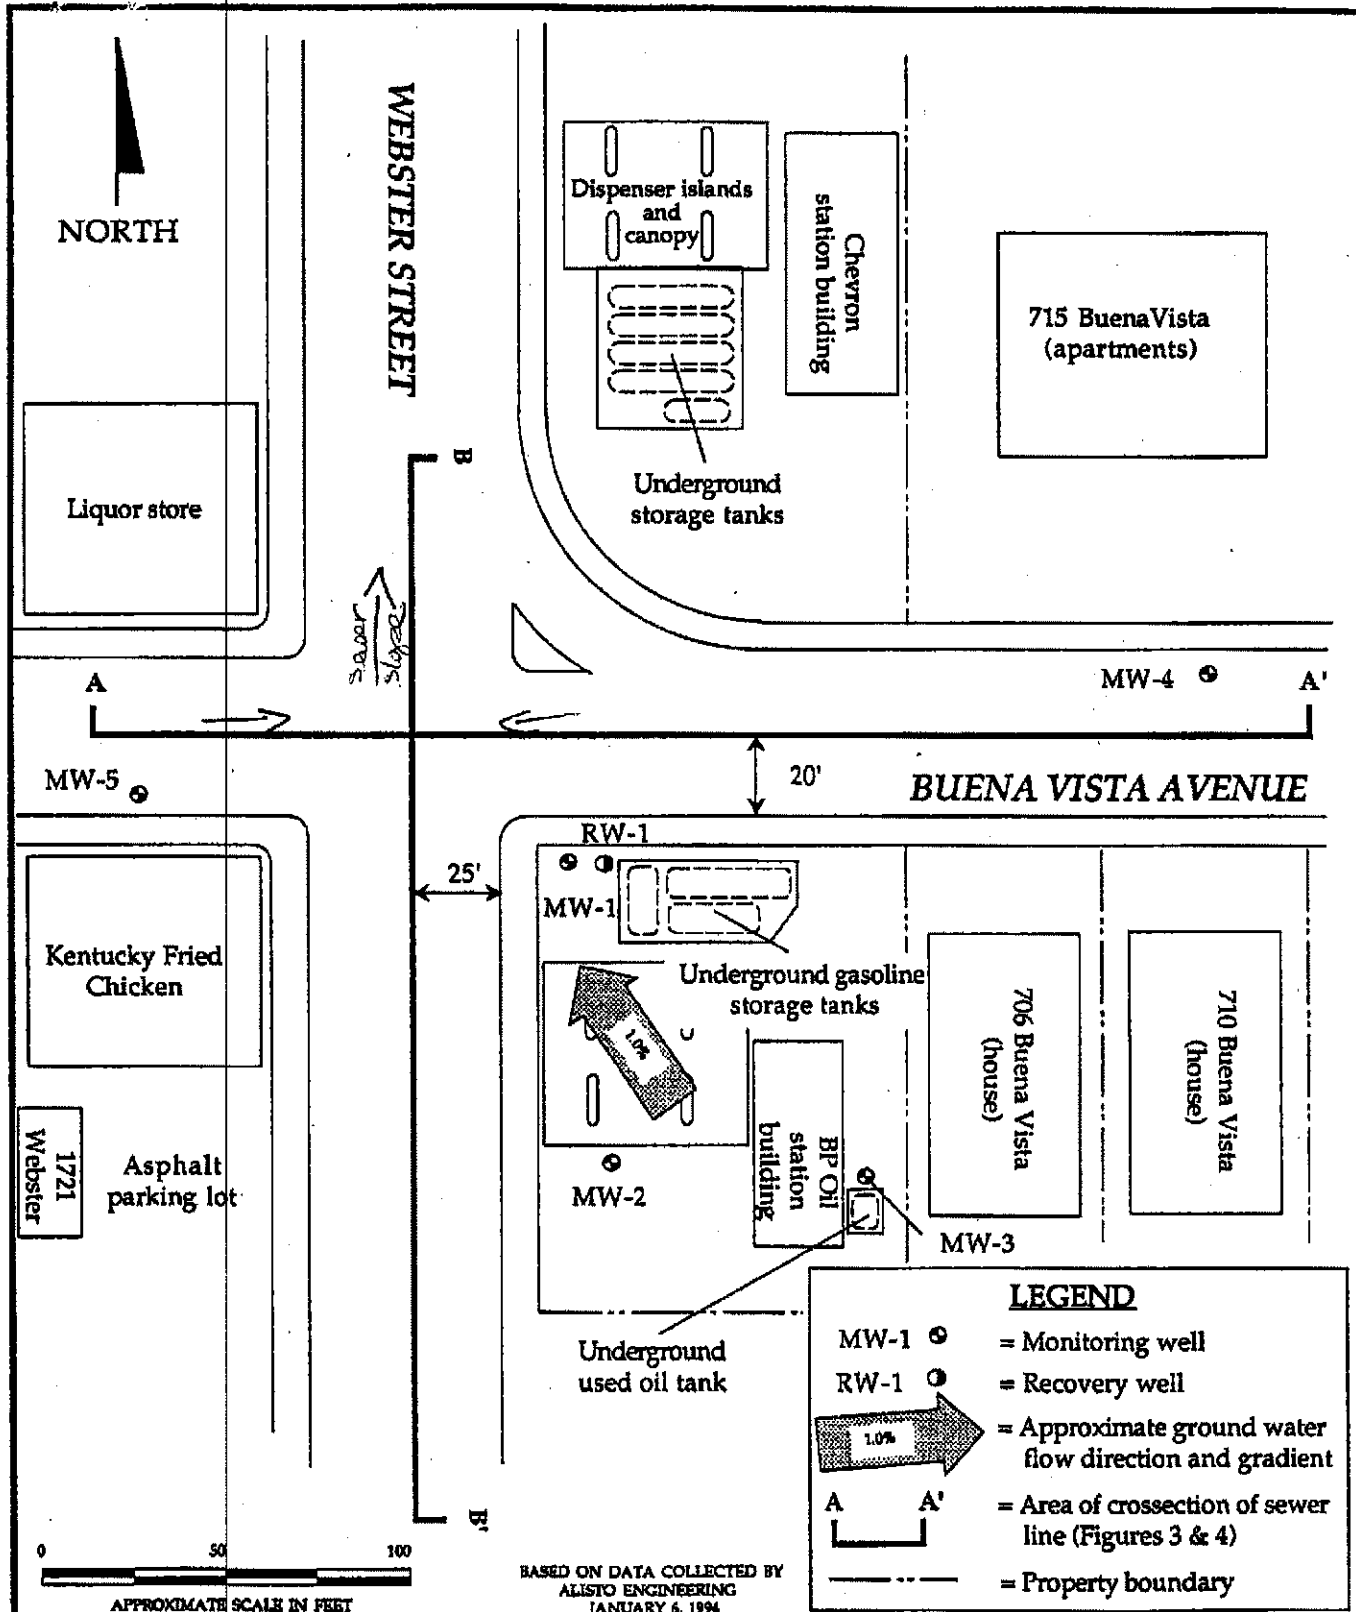 NORTH
WEBSTER STREET
Dispenser islands
and
canopy
Chevron
station building
715 BuenaVista
(apartments)
Underground
storage tanks
Liquor store
B
sewer
slope
A
MW-4
A'
MW-5
20'
BUENA VISTA AVENUE
RW-1
25'
MW-1
Kentucky Fried
Chicken
Underground gasoline
storage tanks
1.0%
706 Buena Vista
(house)
710 Buena Vista
(house)
BP Oil
station
building
1721
Webster
Asphalt
parking lot
MW-2
MW-3
Underground
used oil tank
B'
LEGEND
MW-1 = Monitoring well
RW-1 = Recovery well
1.0% = Approximate ground water
flow direction and gradient
A A' = Area of crossection of sewer
line (Figures 3 & 4)
= Property boundary
0 50 100
APPROXIMATE SCALE IN FEET
BASED ON DATA COLLECTED BY
ALISTO ENGINEERING
JANUARY 6, 1994